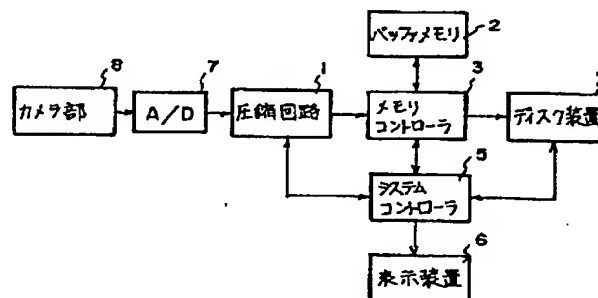 2
バッファメモリ
8
カメラ部
7
A/D
1
圧縮回路
3
メモリ
コントローラ
ディスク装置
5
システム
コントローラ
6
表示装置